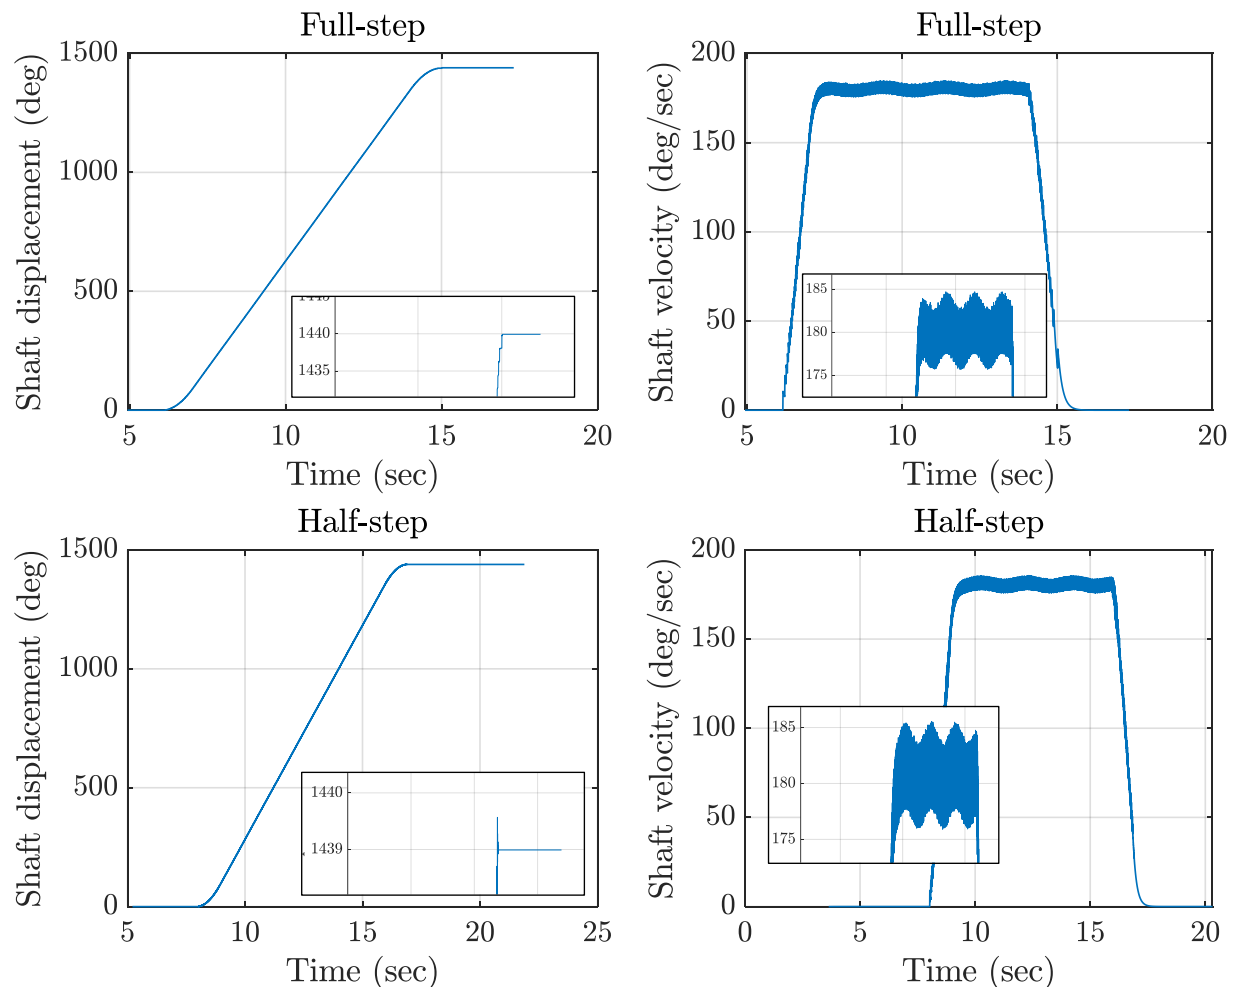 Full-step
Shaft displacement (deg)
1500
1000
500
0
1445
1440
1435
5 10 15 20
Time (sec)
Full-step
Shaft velocity (deg/sec)
200
150
100
50
0
185
180
175
5 10 15 20
Time (sec)
Half-step
Shaft displacement (deg)
1500
1000
500
0
1440
1439
5 10 15 20 25
Time (sec)
Half-step
Shaft velocity (deg/sec)
200
150
100
50
0
185
180
175
0 5 10 15 20
Time (sec)